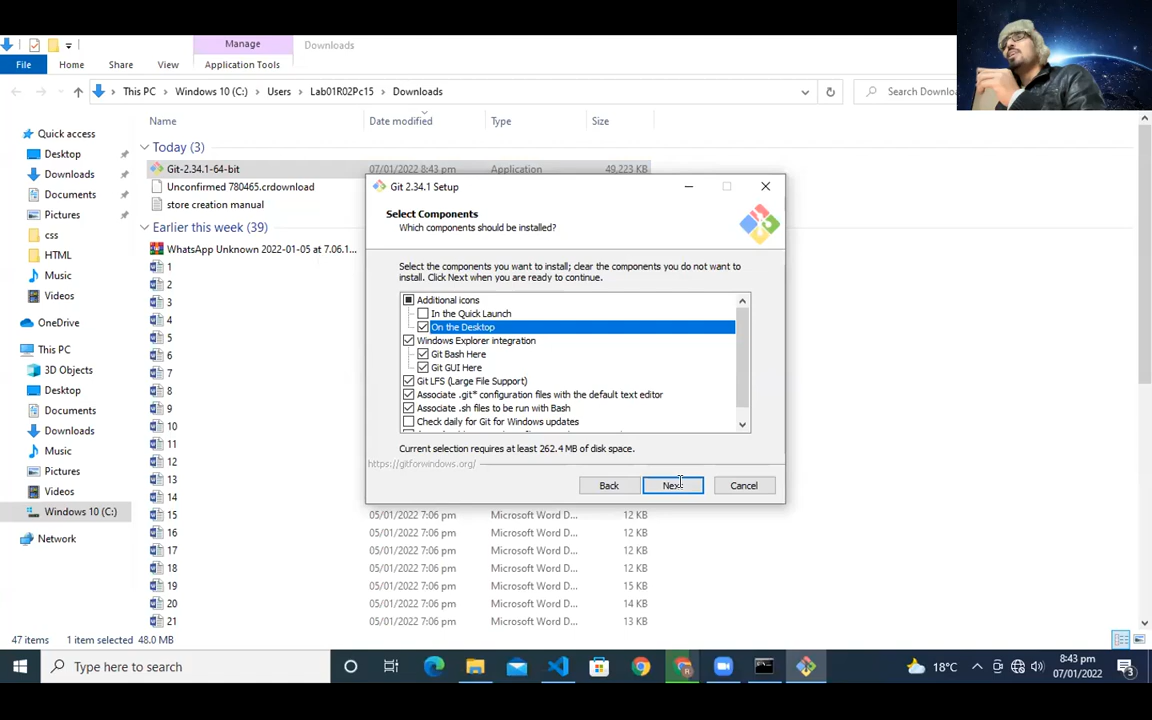 Manage
Downloads
File
Home
Share
View
Application Tools
This PC
Windows 10 (C:)
Users
Lab01R02Pc15
Downloads
Search Downlo
Name
Date modified
Type
Size
Quick access
Desktop
Downloads
Documents
Pictures
css
HTML
Music
Videos
OneDrive
This PC
3D Objects
Desktop
Documents
Downloads
Music
Pictures
Videos
Windows 10 (C:)
Network
Today (3)
Git-2.34.1-64-bit
07/01/2022 8:43 pm
Application
49,223 KB
Unconfirmed 780465.crdownload
store creation manual
Earlier this week (39)
WhatsApp Unknown 2022-01-05 at 7.06.1...
1
2
3
4
5
6
7
8
9
10
11
12
13
14
15 05/01/2022 7:06 pm Microsoft Word D... 12 KB
16 05/01/2022 7:06 pm Microsoft Word D... 12 KB
17 05/01/2022 7:06 pm Microsoft Word D... 12 KB
18 05/01/2022 7:06 pm Microsoft Word D... 12 KB
19 05/01/2022 7:06 pm Microsoft Word D... 15 KB
20 05/01/2022 7:06 pm Microsoft Word D... 14 KB
21 05/01/2022 7:06 pm Microsoft Word D... 13 KB
Git 2.34.1 Setup
Select Components
Which components should be installed?
Select the components you want to install; clear the components you do not want to
install. Click Next when you are ready to continue.
Additional icons
In the Quick Launch
On the Desktop
Windows Explorer integration
Git Bash Here
Git GUI Here
Git LFS (Large File Support)
Associate .git* configuration files with the default text editor
Associate .sh files to be run with Bash
Check daily for Git for Windows updates
Current selection requires at least 262.4 MB of disk space.
https://gitforwindows.org/
Back
Next
Cancel
47 items
1 item selected 48.0 MB
Type here to search
18°C
8:43 pm
07/01/2022
3